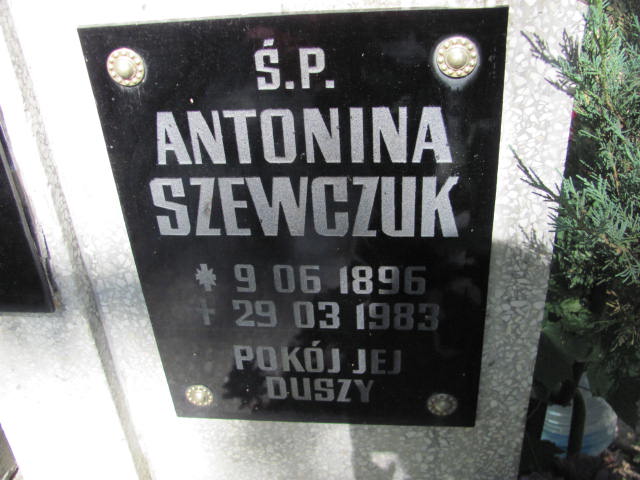 Ś.P.
ANTONINA
SZEWCZUK
* 9 06 1896
† 29 03 1983
POKÓJ JEJ
DUSZY